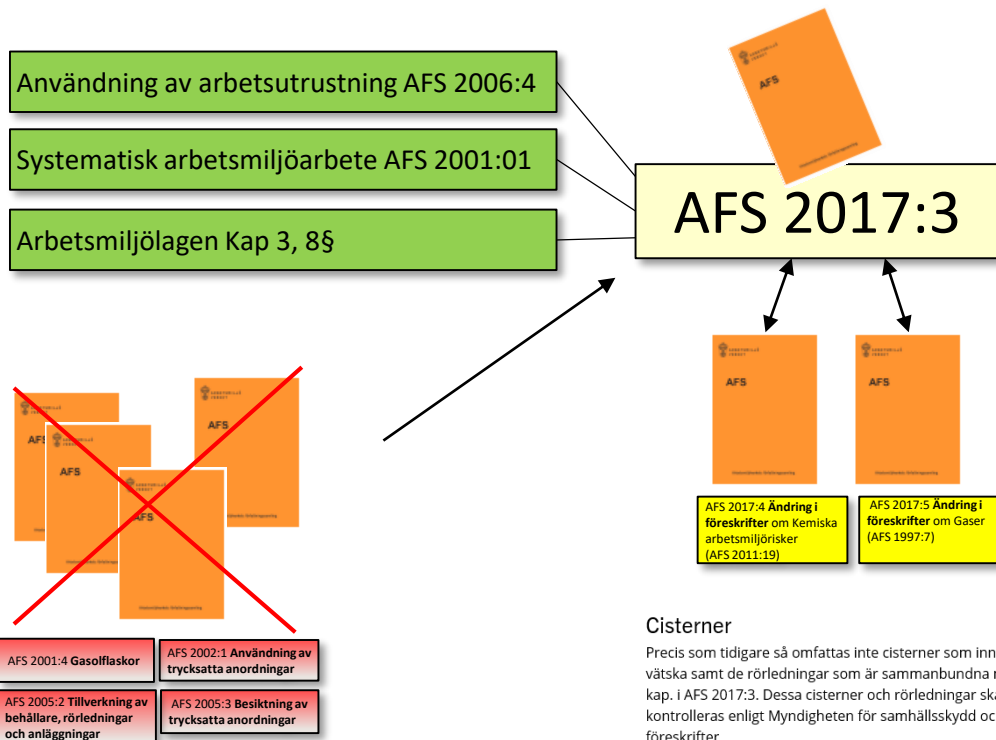 Användning av arbetsutrustning AFS 2006:4
Systematisk arbetsmiljöarbete AFS 2001:01
Arbetsmiljölagen Kap 3, 8§
AFS
AFS 2017:3
AFS
AFS
AFS 2017:4 Ändring i
föreskrifter om Kemiska
arbetsmiljörisker
(AFS 2011:19)
AFS 2017:5 Ändring i
föreskrifter om Gaser
(AFS 1997:7)
AFS
AFS
AFS
AFS
AFS 2001:4 Gasolflaskor
AFS 2002:1 Användning av
trycksatta anordningar
AFS 2005:2 Tillverkning av
behållare, rörledningar
och anläggningar
AFS 2005:3 Besiktning av
trycksatta anordningar
Cisterner
Precis som tidigare så omfattas inte cisterner som inn
vätska samt de rörledningar som är sammanbundna
kap. i AFS 2017:3. Dessa cisterner och rörledningar ska
kontrolleras enligt Myndigheten för samhällsskydd oc
föreskrifter